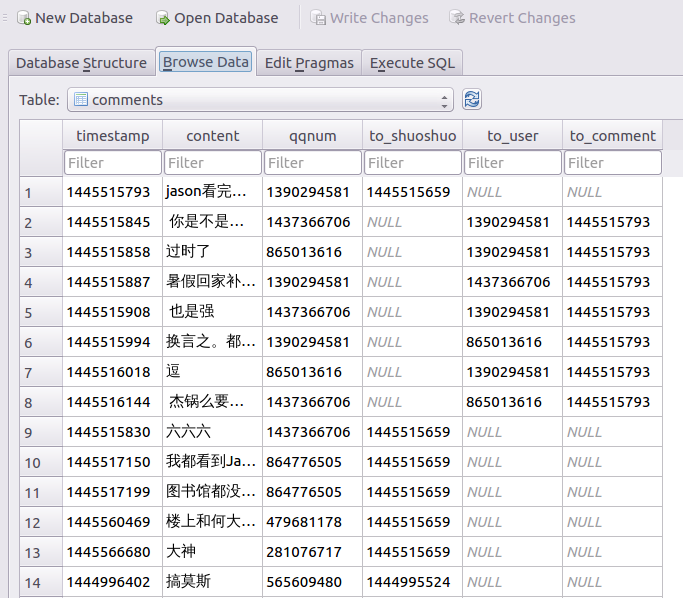 New Database Open Database Write Changes Revert Changes
Database Structure Browse Data Edit Pragmas Execute SQL
Table: comments
timestamp content qqnum to_shuoshuo to_user to_comment
Filter Filter Filter Filter Filter Filter
1 1445515793 jason看完... 1390294581 1445515659 NULL NULL
2 1445515845 你是不是... 1437366706 NULL 1390294581 1445515793
3 1445515858 过时了 865013616 NULL 1390294581 1445515793
4 1445515887 暑假回家补... 1390294581 NULL 1437366706 1445515793
5 1445515908 也是强 1437366706 NULL 1390294581 1445515793
6 1445515994 换言之。都... 1390294581 NULL 865013616 1445515793
7 1445516018 逗 865013616 NULL 1390294581 1445515793
8 1445516144 杰锅么要... 1437366706 NULL 865013616 1445515793
9 1445515830 六六六 1437366706 1445515659 NULL NULL
10 1445517150 我都看到Ja... 864776505 1445515659 NULL NULL
11 1445517199 图书馆都没... 864776505 1445515659 NULL NULL
12 1445560469 楼上和何大... 479681178 1445515659 NULL NULL
13 1445566680 大神 281076717 1445515659 NULL NULL
14 1444996402 搞莫斯 565609480 1444995524 NULL NULL